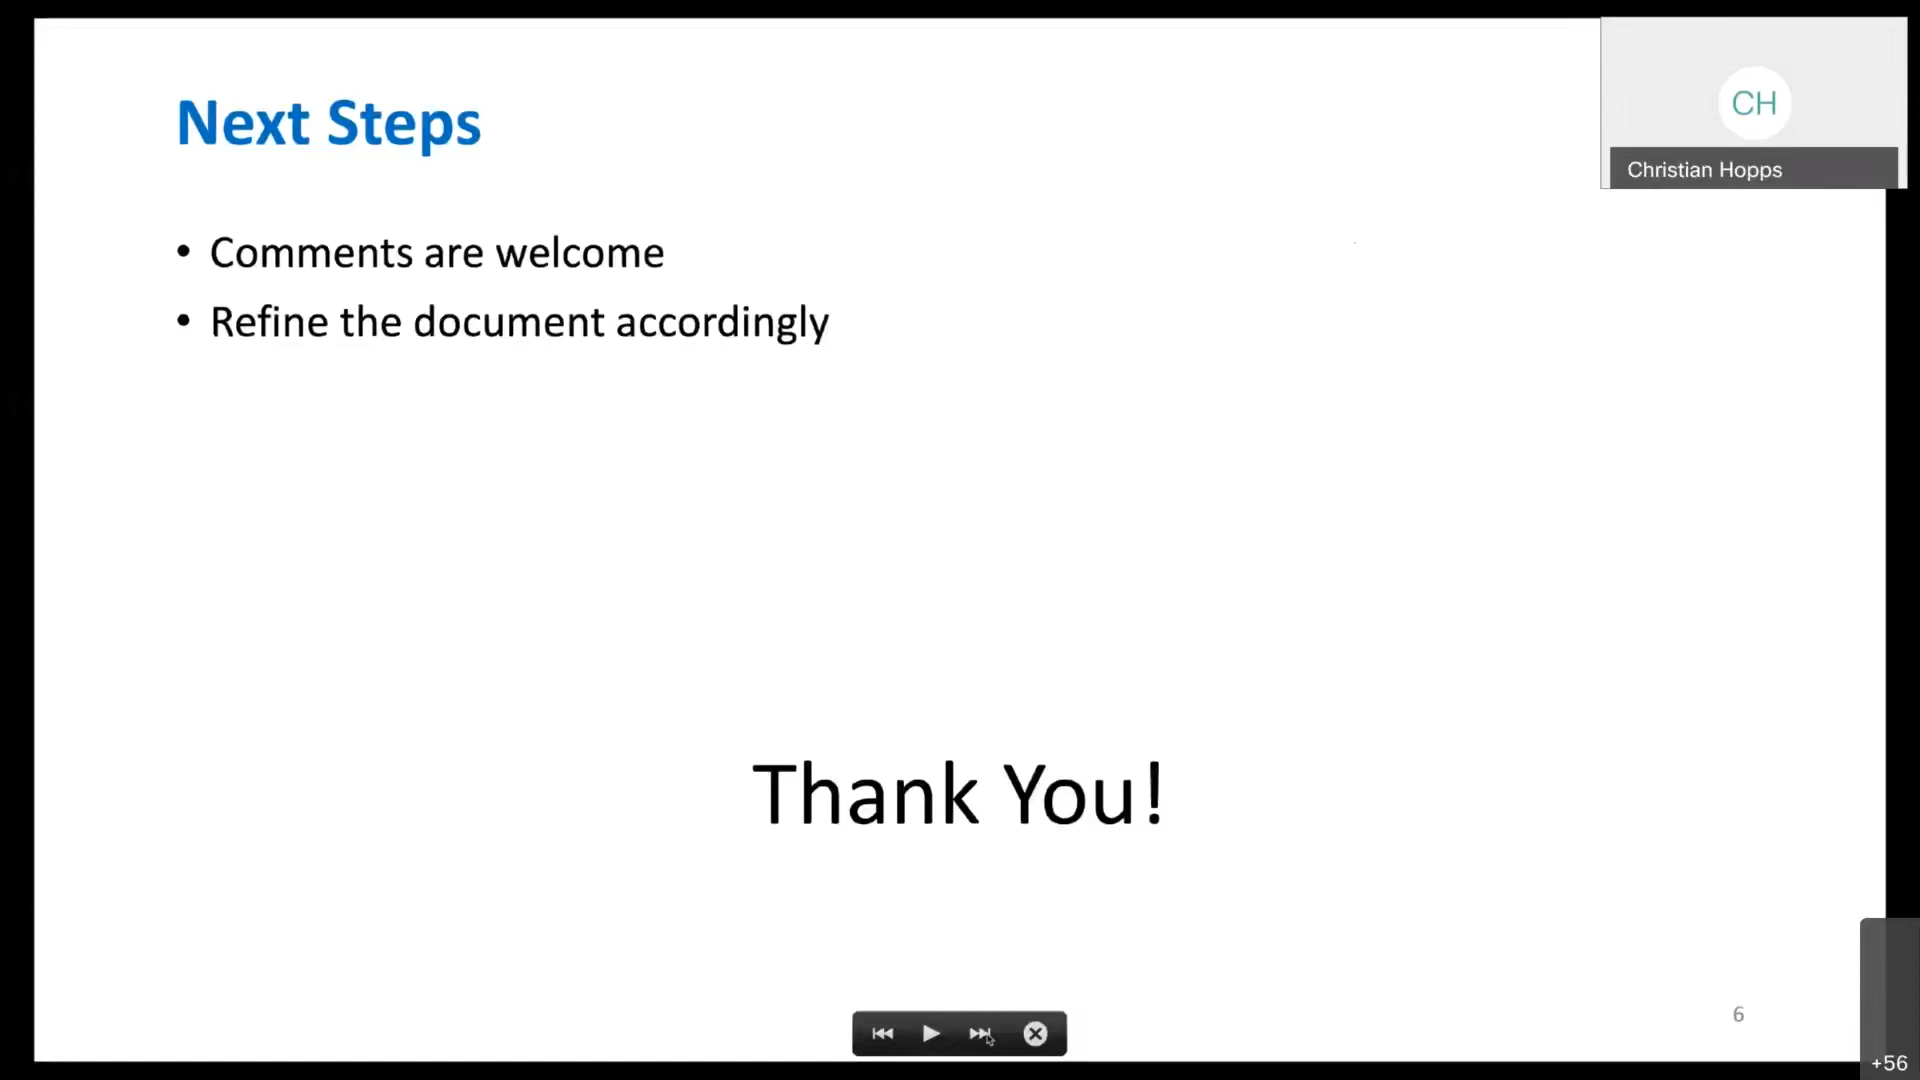 Next Steps
CH
Christian Hopps
• Comments are welcome
• Refine the document accordingly
Thank You!
6
+56